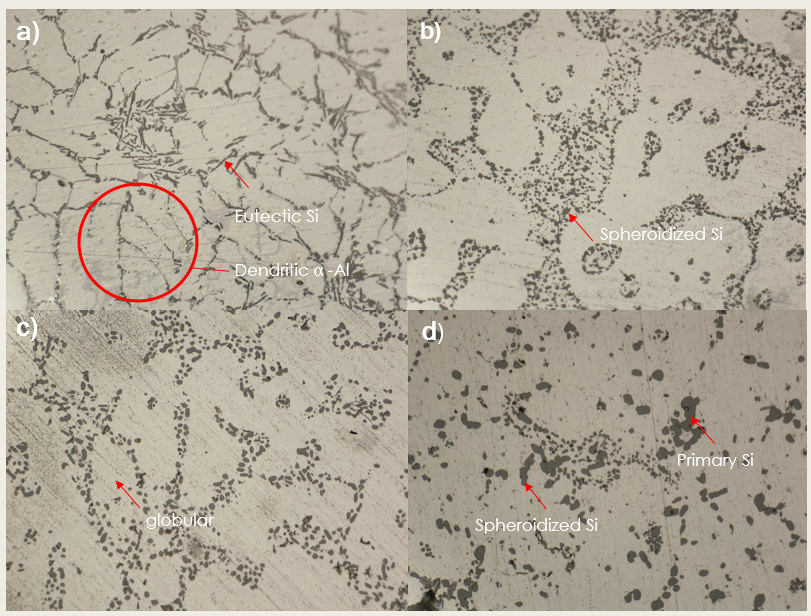 a)
Eutectic Si
Dendritic α -Al
b)
Spheroidized Si
c)
globular
d)
Primary Si
Spheroidized Si